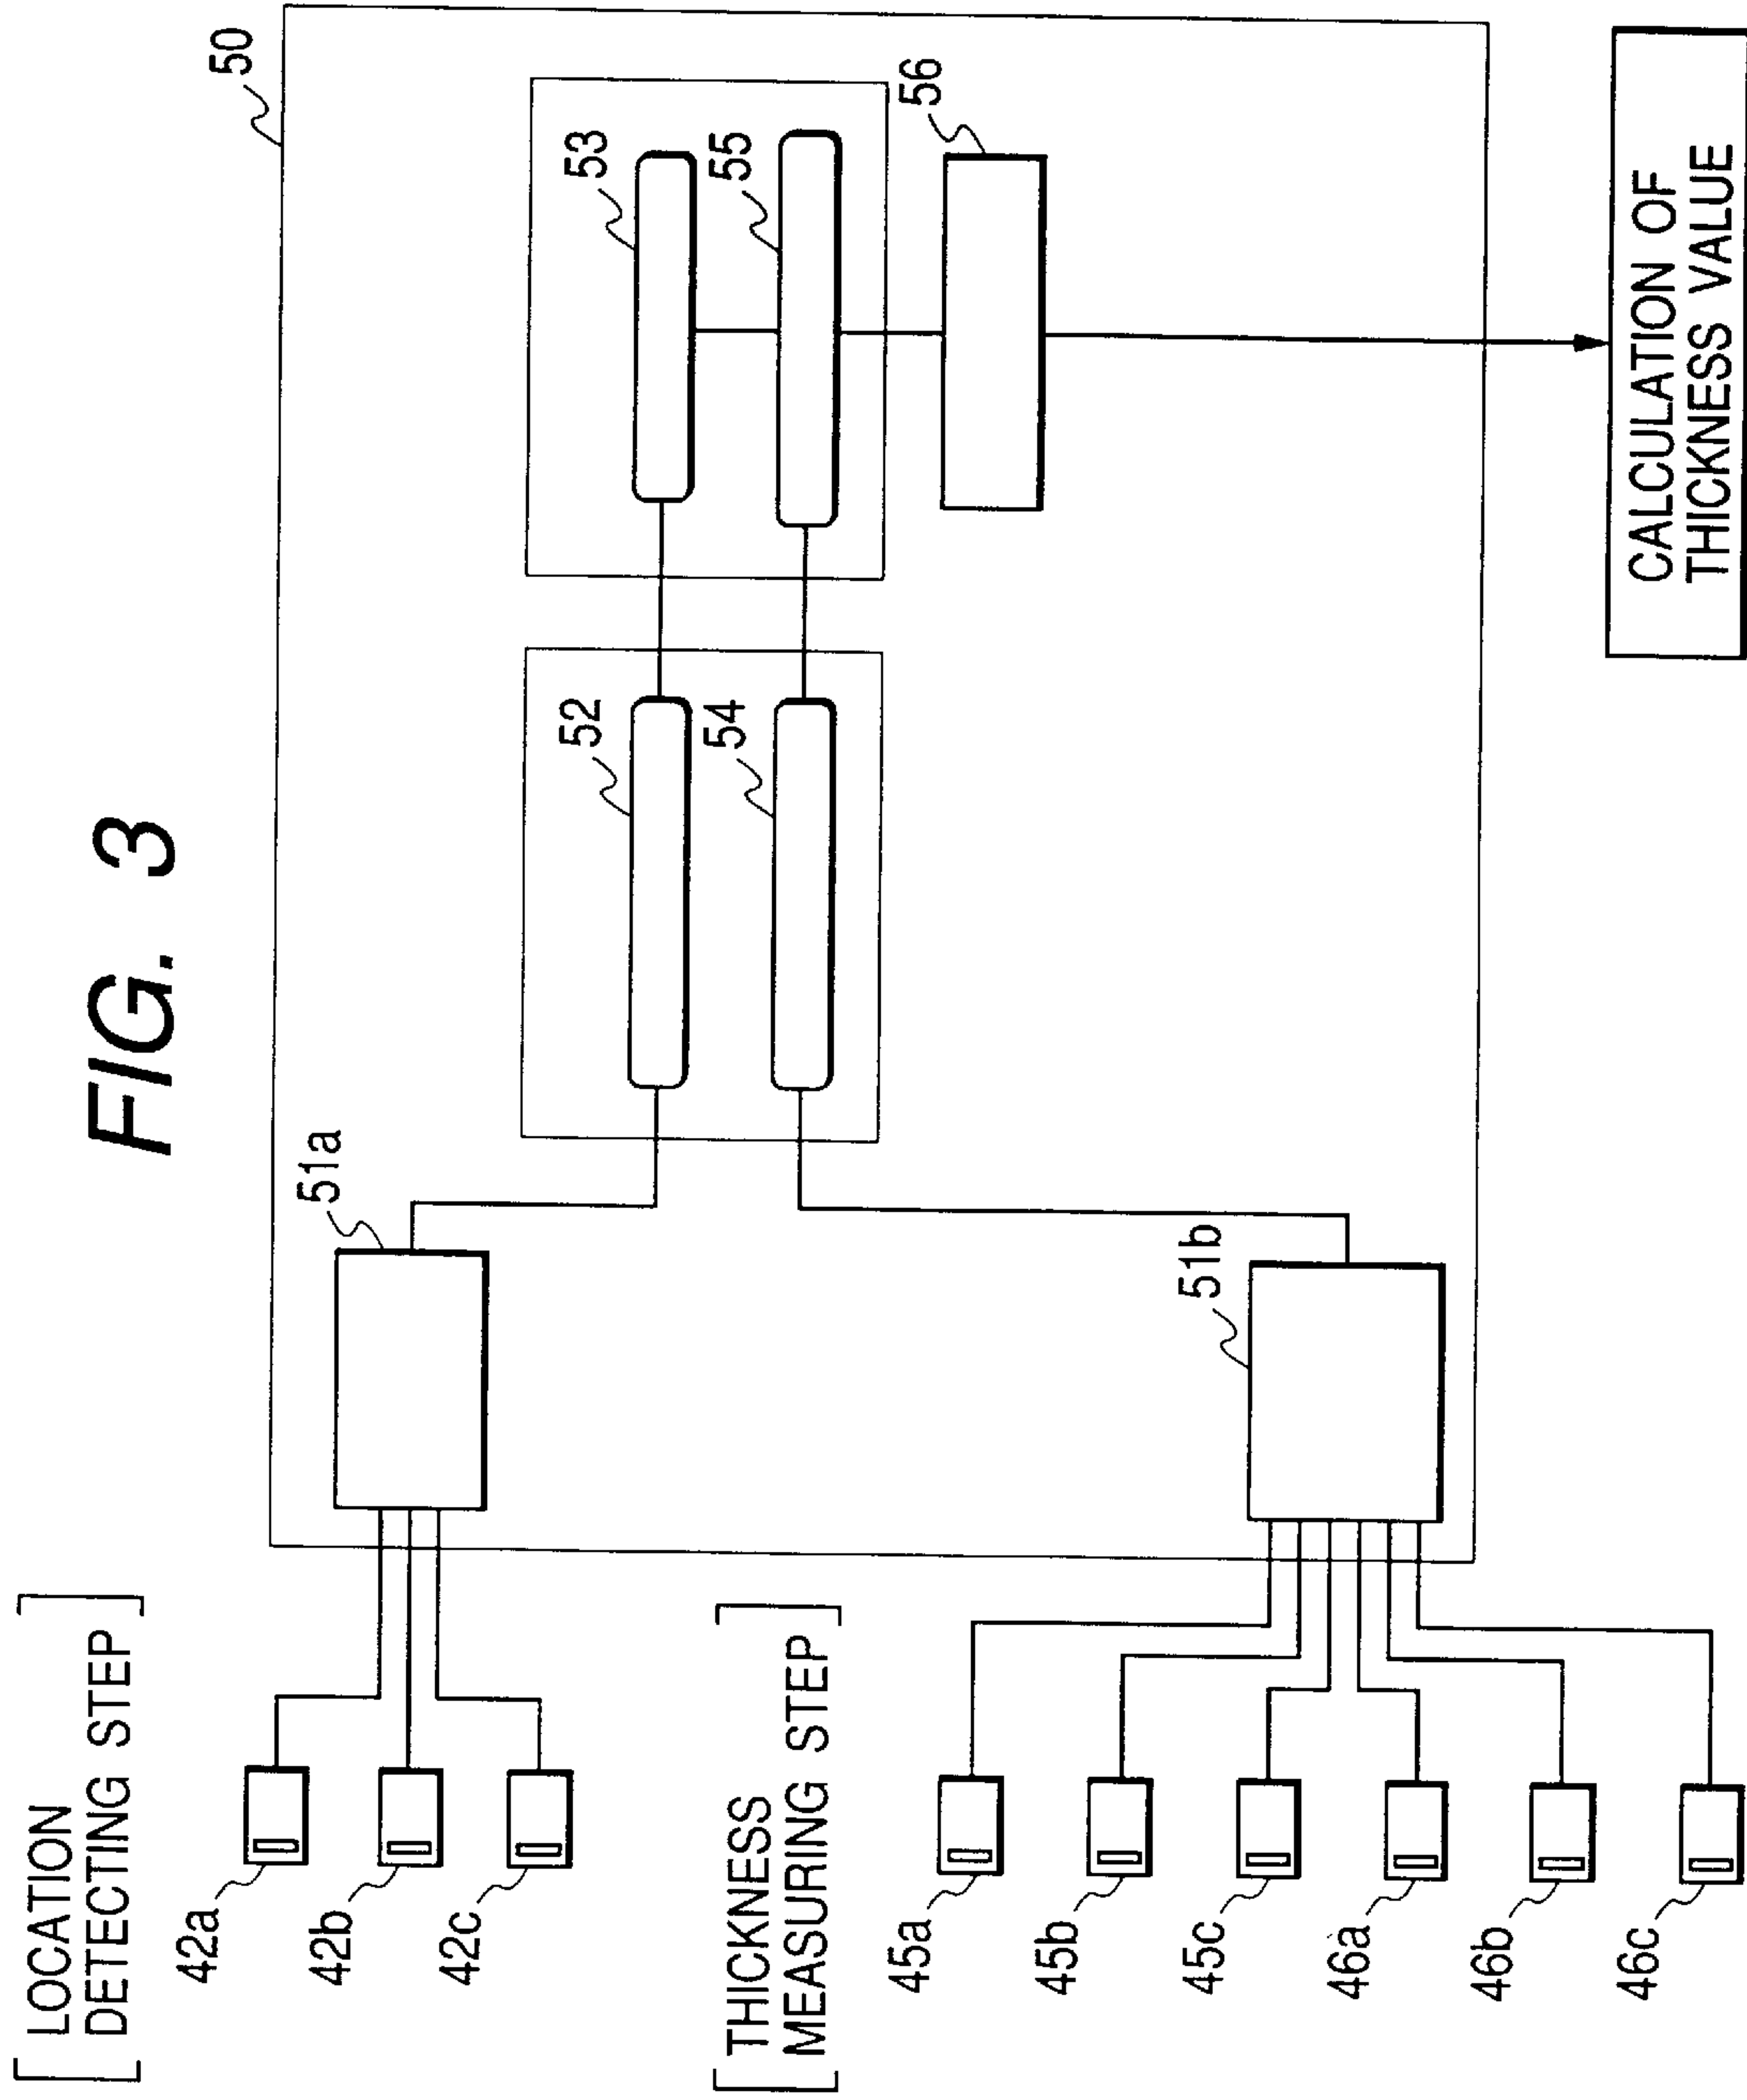 FIG. 3
[LOCATION
DETECTING STEP]
42a
42b
42c
[THICKNESS
MEASURING STEP]
45a
45b
45c
46a
46b
46c
50
51a
51b
52
53
54
55
56
CALCULATION OF
THICKNESS VALUE